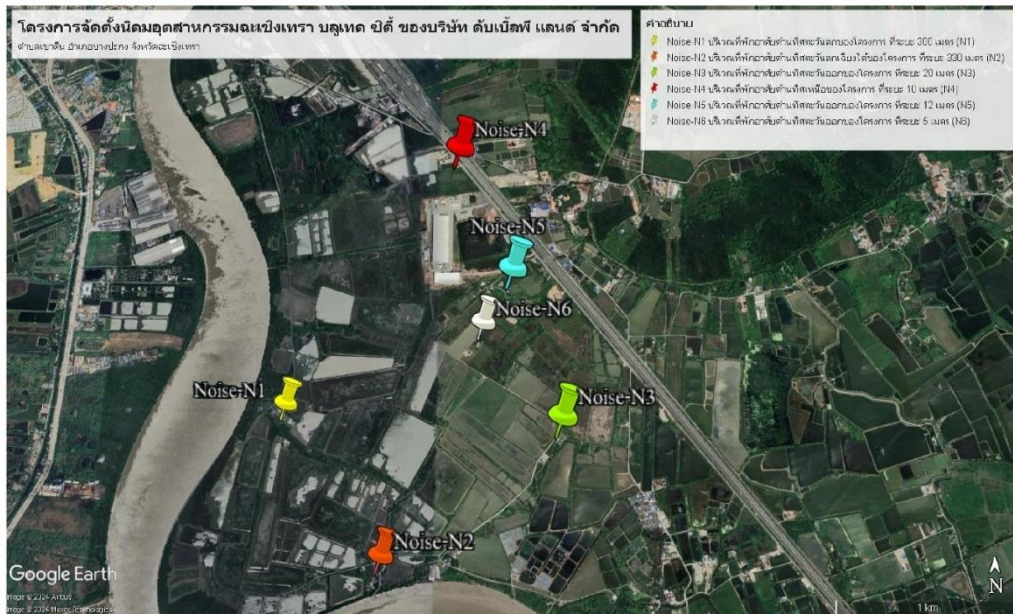 โครงการจัดตั้งนิคมอุตสาหกรรมฉะเชิงเทรา บลูเทค ซิตี้ ของบริษัท ดับเบิ้ลพี แลนด์ จำกัด
ตำบลเขาดิน อำเภอบางปะกง จังหวัดฉะเชิงเทรา
คำอธิบาย
Noise-N1 บริเวณที่พักอาศัยด้านทิศตะวันตกของโครงการ ที่ระยะ 300 เมตร (N1)
Noise-N2 บริเวณที่พักอาศัยด้านทิศตะวันตกเฉียงใต้ของโครงการ ที่ระยะ 330 เมตร (N2)
Noise-N3 บริเวณที่พักอาศัยด้านทิศตะวันออกของโครงการ ที่ระยะ 20 เมตร (N3)
Noise-N4 บริเวณที่พักอาศัยด้านทิศเหนือของโครงการ ที่ระยะ 10 เมตร (N4)
Noise-N5 บริเวณที่พักอาศัยด้านทิศตะวันออกของโครงการ ที่ระยะ 12 เมตร (N5)
Noise-N6 บริเวณที่พักอาศัยด้านทิศตะวันออกของโครงการ ที่ระยะ 5 เมตร (N6)
Noise-N4
Noise-N5
Noise-N6
Noise-N1
Noise-N3
Noise-N2
Google Earth
Image © 2024 Airbus
Image © 2024 Maxar Technologies
N
1 km